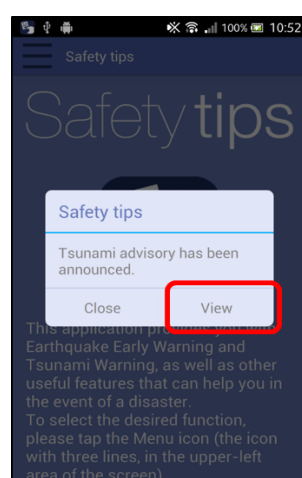 100% 10:52
Safety tips
Safety tips
Safety tips
Tsunami advisory has been
announced.
Close View
This application provides you with
Earthquake Early Warning and
Tsunami Warning, as well as other
useful features that can help you in
the event of a disaster.
To select the desired function,
please tap the Menu icon (the icon
with three lines, in the upper-left
area of the screen)